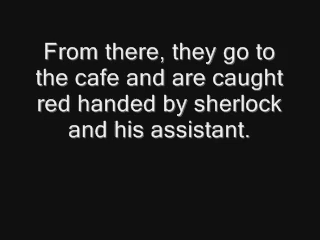 From there, they go to
the cafe and are caught
red handed by sherlock
and his assistant.